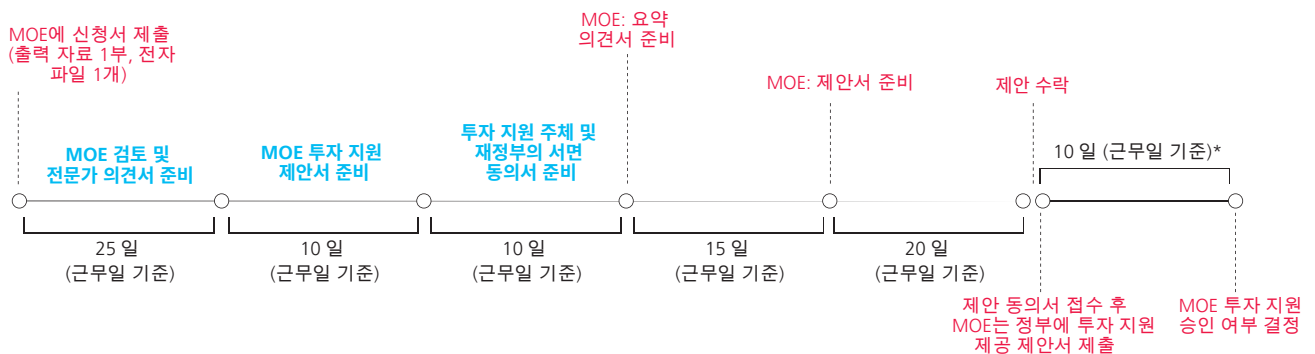 MOE에 신청서 제출
(출력 자료 1부, 전자
파일 1개)
MOE: 요약
의견서 준비
MOE: 제안서 준비
제안 수락
MOE 검토 및
전문가 의견서 준비
MOE 투자 지원
제안서 준비
투자 지원 주체 및
재정부의 서면
동의서 준비
10 일 (근무일 기준)*
25 일
(근무일 기준)
10 일
(근무일 기준)
10 일
(근무일 기준)
15 일
(근무일 기준)
20 일
(근무일 기준)
제안 동의서 접수 후
MOE는 정부에 투자 지원
제공 제안서 제출
MOE 투자 지원
승인 여부 결정